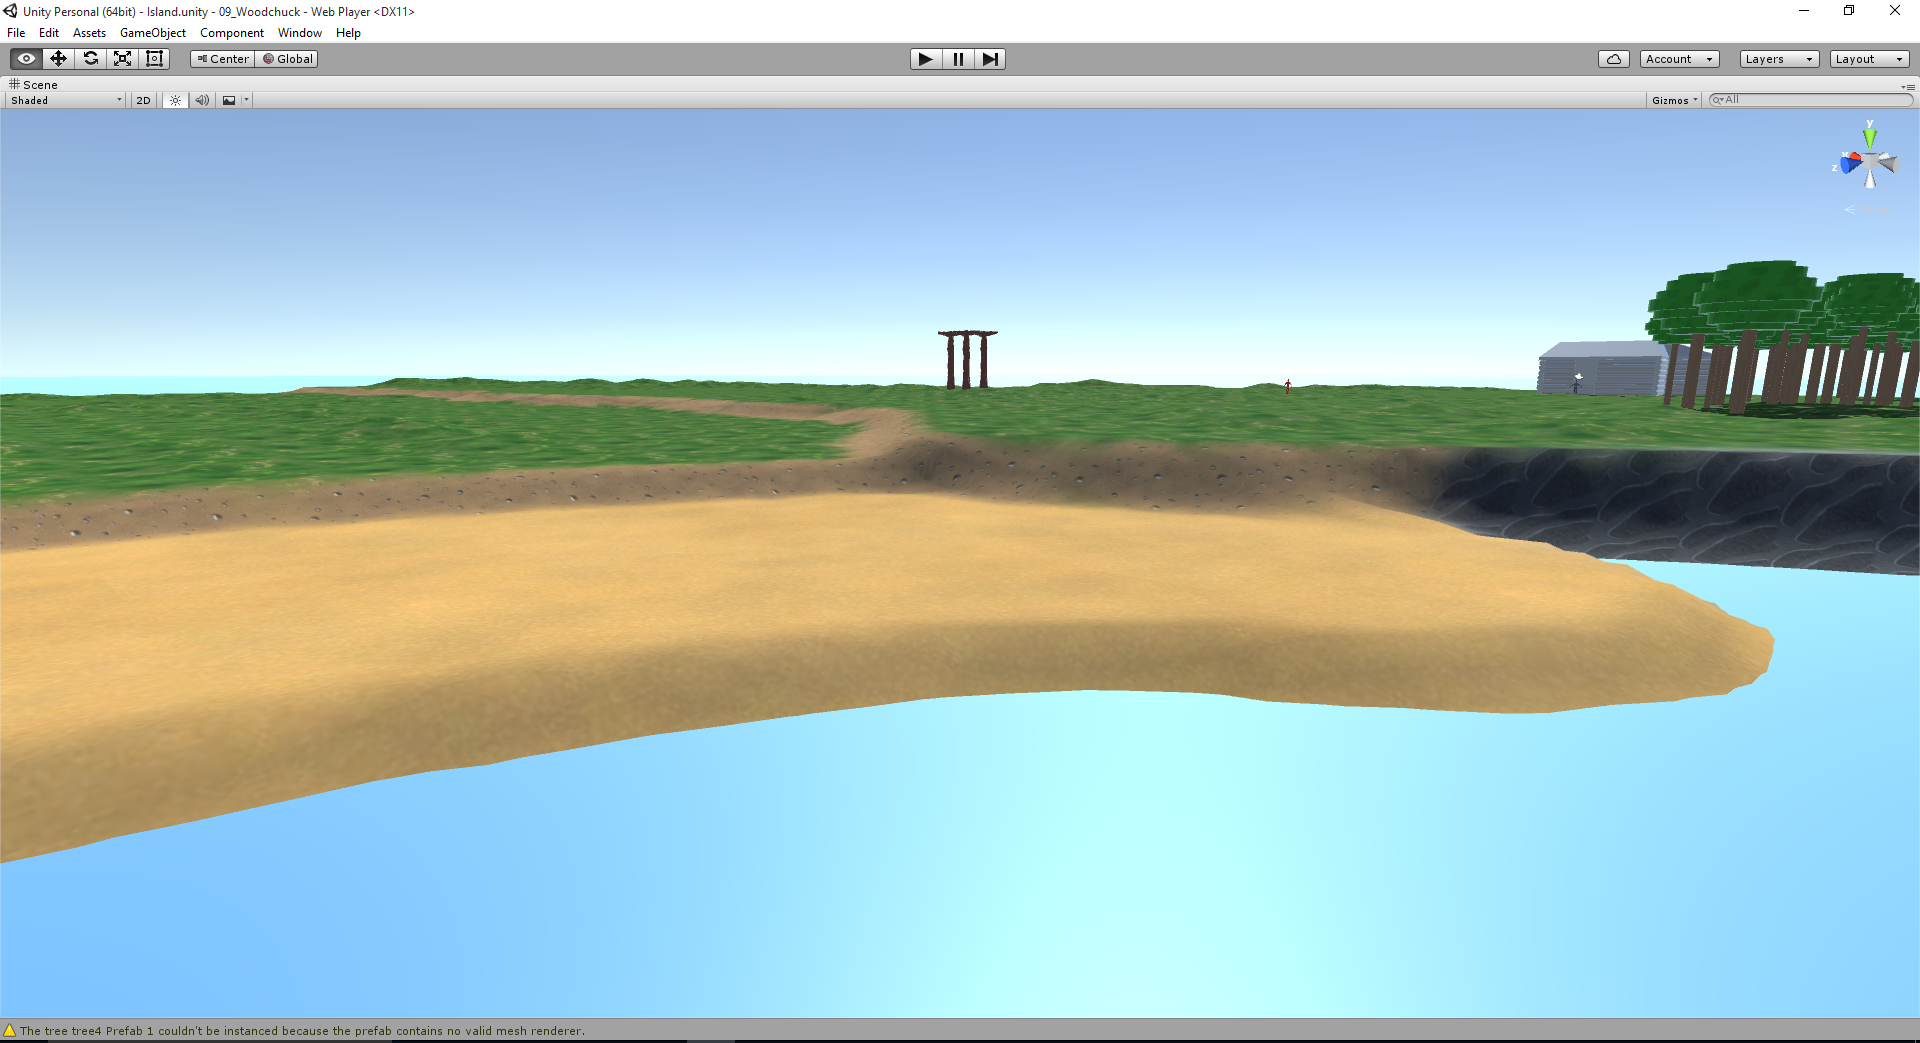 Unity Personal (64bit) - Island.unity - 09_Woodchuck - Web Player <DX11>
File Edit Assets GameObject Component Window Help
Center Global Account Layers Layout
Scene
Shaded 2D Gizmos All
y
x
z
The tree tree4 Prefab 1 couldn't be instanced because the prefab contains no valid mesh renderer.